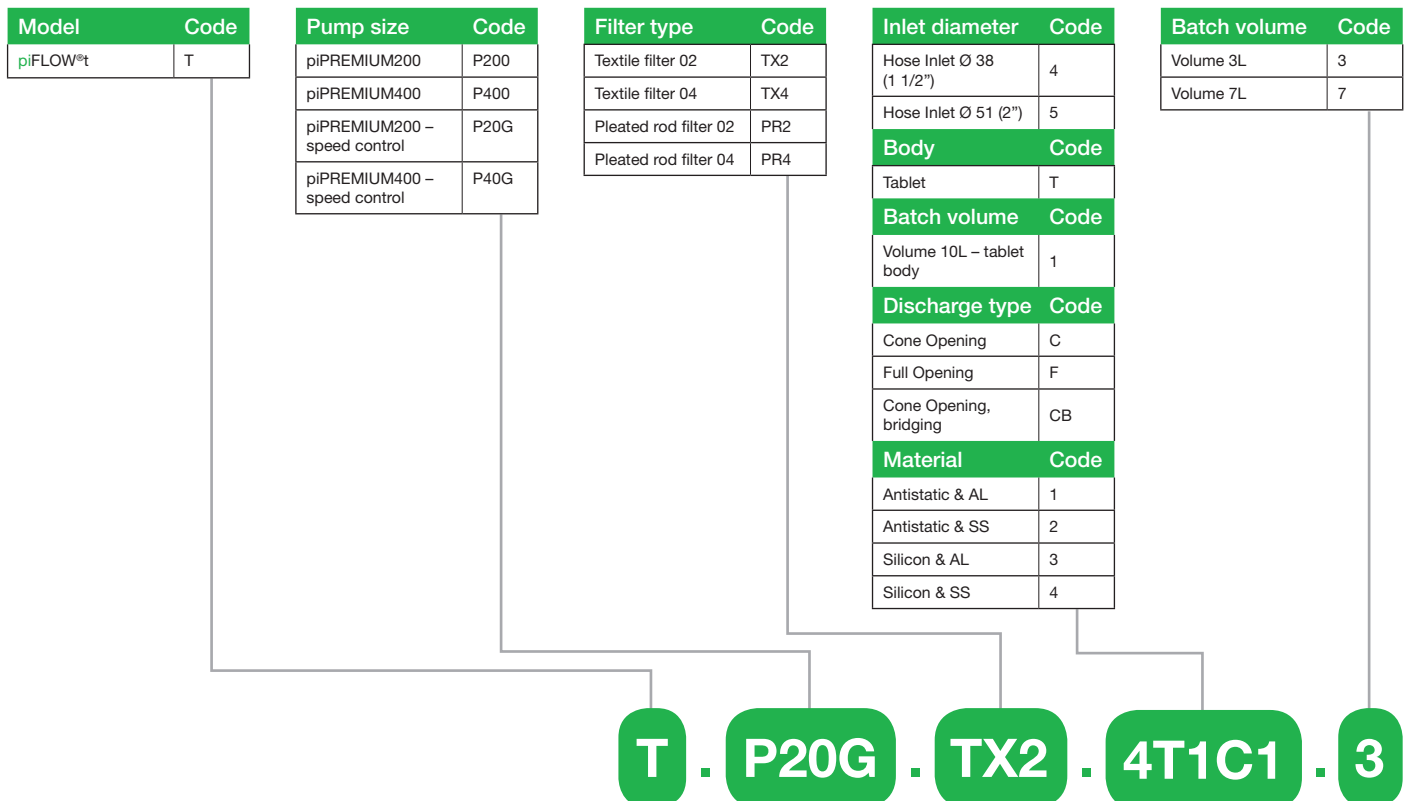 Model Code
piFLOW®t T
Pump size Code
piPREMIUM200 P200
piPREMIUM400 P400
piPREMIUM200 – P20G
speed control
piPREMIUM400 – P40G
speed control
Filter type Code
Textile filter 02 TX2
Textile filter 04 TX4
Pleated rod filter 02 PR2
Pleated rod filter 04 PR4
Inlet diameter Code
Hose Inlet Ø 38
(1 1/2”) 4
Hose Inlet Ø 51 (2”) 5
Body Code
Tablet T
Batch volume Code
Volume 10L – tablet
body 1
Discharge type Code
Cone Opening C
Full Opening F
Cone Opening,
bridging CB
Material Code
Antistatic & AL 1
Antistatic & SS 2
Silicon & AL 3
Silicon & SS 4
Batch volume Code
Volume 3L 3
Volume 7L 7
T . P20G . TX2 . 4T1C1 . 3